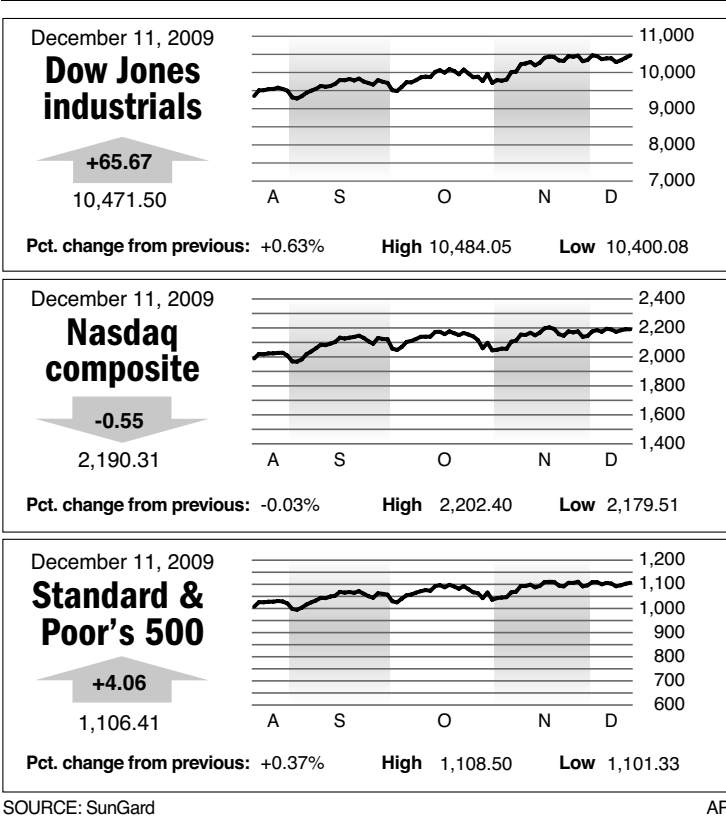 December 11, 2009
Dow Jones
industrials
+65.67
10,471.50
11,000
10,000
9,000
8,000
7,000
A S O N D
Pct. change from previous: +0.63% High 10,484.05 Low 10,400.08
December 11, 2009
Nasdaq
composite
-0.55
2,190.31
2,400
2,200
2,000
1,800
1,600
1,400
A S O N D
Pct. change from previous: -0.03% High 2,202.40 Low 2,179.51
December 11, 2009
Standard &
Poor's 500
+4.06
1,106.41
1,200
1,100
1,000
900
800
700
600
A S O N D
Pct. change from previous: +0.37% High 1,108.50 Low 1,101.33
SOURCE: SunGard AP